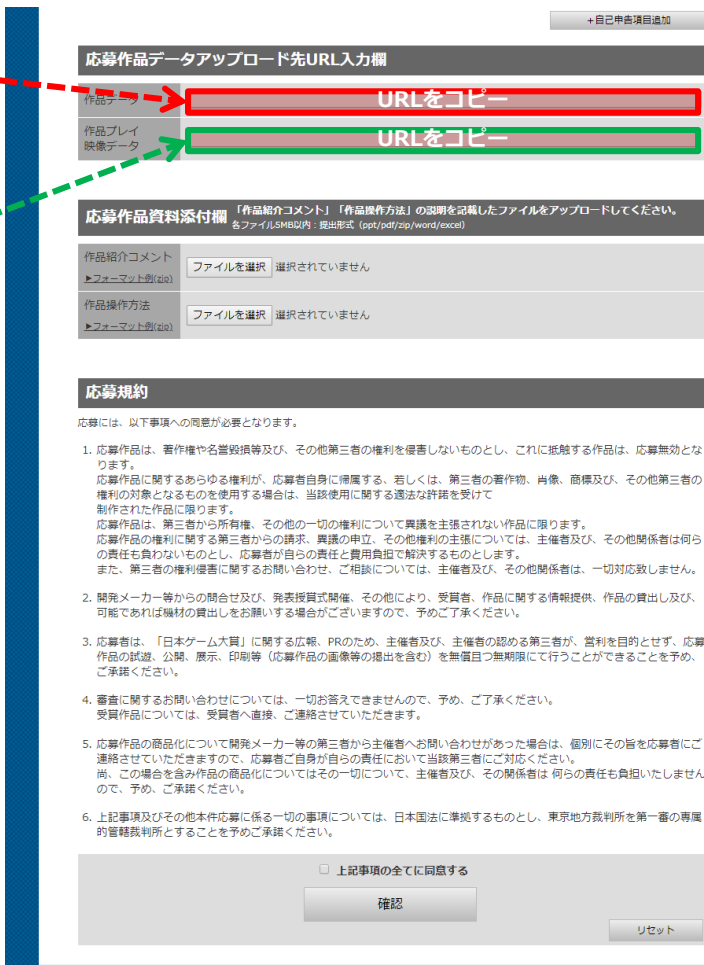 +自己申告項目追加
応募作品データアップロード先URL入力欄
作品データ
URLをコピー
作品プレイ
映像データ
URLをコピー
応募作品資料添付欄 「作品紹介コメント」「作品操作方法」の説明を記載したファイルをアップロードしてください。
各ファイル5MB以内：提出形式（ppt/pdf/zip/word/excel）
作品紹介コメント
▶フォーマット例(zip)
ファイルを選択 選択されていません
作品操作方法
▶フォーマット例(zip)
ファイルを選択 選択されていません
応募規約
応募には、以下事項への同意が必要となります。
1. 応募作品は、著作権や名誉毀損等及び、その他第三者の権利を侵害しないものとし、これに抵触する作品は、応募無効とな
ります。
応募作品に関するあらゆる権利が、応募者自身に帰属する、若しくは、第三者の著作物、肖像、商標及び、その他第三者の
権利の対象となるものを使用する場合は、当該使用に関する適法な許諾を受けて
制作された作品に限ります。
応募作品は、第三者から所有権、その他の一切の権利について異議を主張されない作品に限ります。
応募作品の権利に関する第三者からの請求、異議の申立、その他権利の主張については、主催者及び、その他関係者は何ら
の責任も負わないものとし、応募者が自らの責任と費用負担で解決するものとします。
また、第三者の権利侵害に関するお問い合わせ、ご相談については、主催者及び、その他関係者は、一切対応致しません。
2. 開発メーカー等からの問合せ及び、発表授賞式開催、その他により、受賞者、作品に関する情報提供、作品の貸出し及び、
可能であれば機材の貸出しをお願いする場合がございますので、予めご了承ください。
3. 応募者は、「日本ゲーム大賞」に関する広報、PRのため、主催者及び、主催者の認める第三者が、営利を目的とせず、応募
作品の試遊、公開、展示、印刷等（応募作品の画像等の掲出を含む）を無償且つ無期限にて行うことができることを予め、
ご承諾ください。
4. 審査に関するお問い合わせについては、一切お答えできませんので、予め、ご了承ください。
受賞作品については、受賞者へ直接、ご連絡させていただきます。
5. 応募作品の商品化について開発メーカー等の第三者から主催者へお問い合わせがあった場合は、個別にその旨を応募者にご
連絡させていただきますので、応募者ご自身が自らの責任において当該第三者にご対応ください。
尚、この場合を含み作品の商品化についてはその一切について、主催者及び、その関係者は 何らの責任も負担いたしません
ので、予め、ご承諾ください。
6. 上記事項及びその他本件応募に係る一切の事項については、日本国法に準拠するものとし、東京地方裁判所を第一審の専属
的管轄裁判所とすることを予めご承諾ください。
上記事項の全てに同意する
確認
リセット